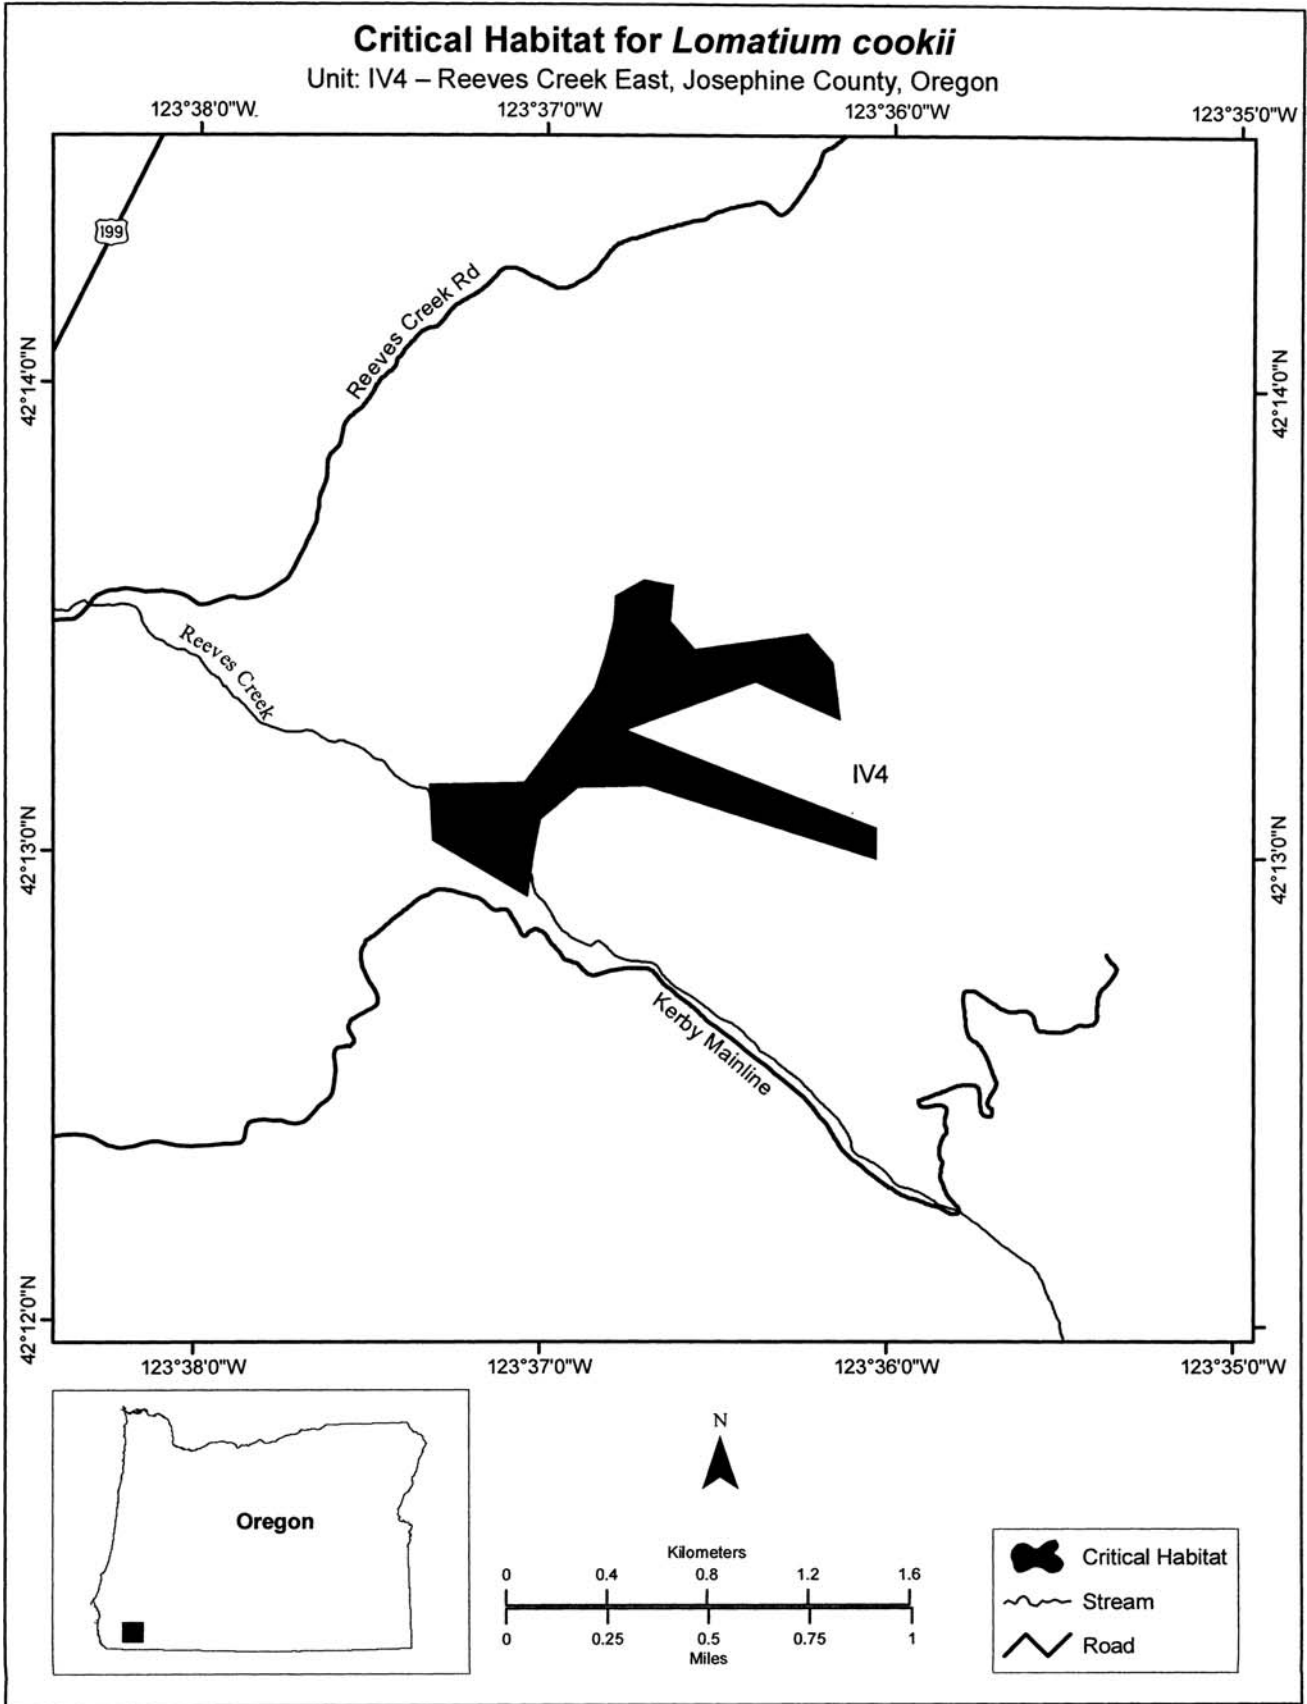 Critical Habitat for Lomatium cookii
Unit: IV4 – Reeves Creek East, Josephine County, Oregon
123°38'0"W 123°37'0"W 123°36'0"W 123°35'0"W
199
Reeves Creek Rd
42°14'0"N 42°14'0"N
Reeves Creek
IV4
42°13'0"N 42°13'0"N
Kerby Mainline
42°12'0"N
123°38'0"W 123°37'0"W 123°36'0"W 123°35'0"W
N
Oregon
Kilometers
0 0.4 0.8 1.2 1.6
0 0.25 0.5 0.75 1
Miles
Critical Habitat
Stream
Road